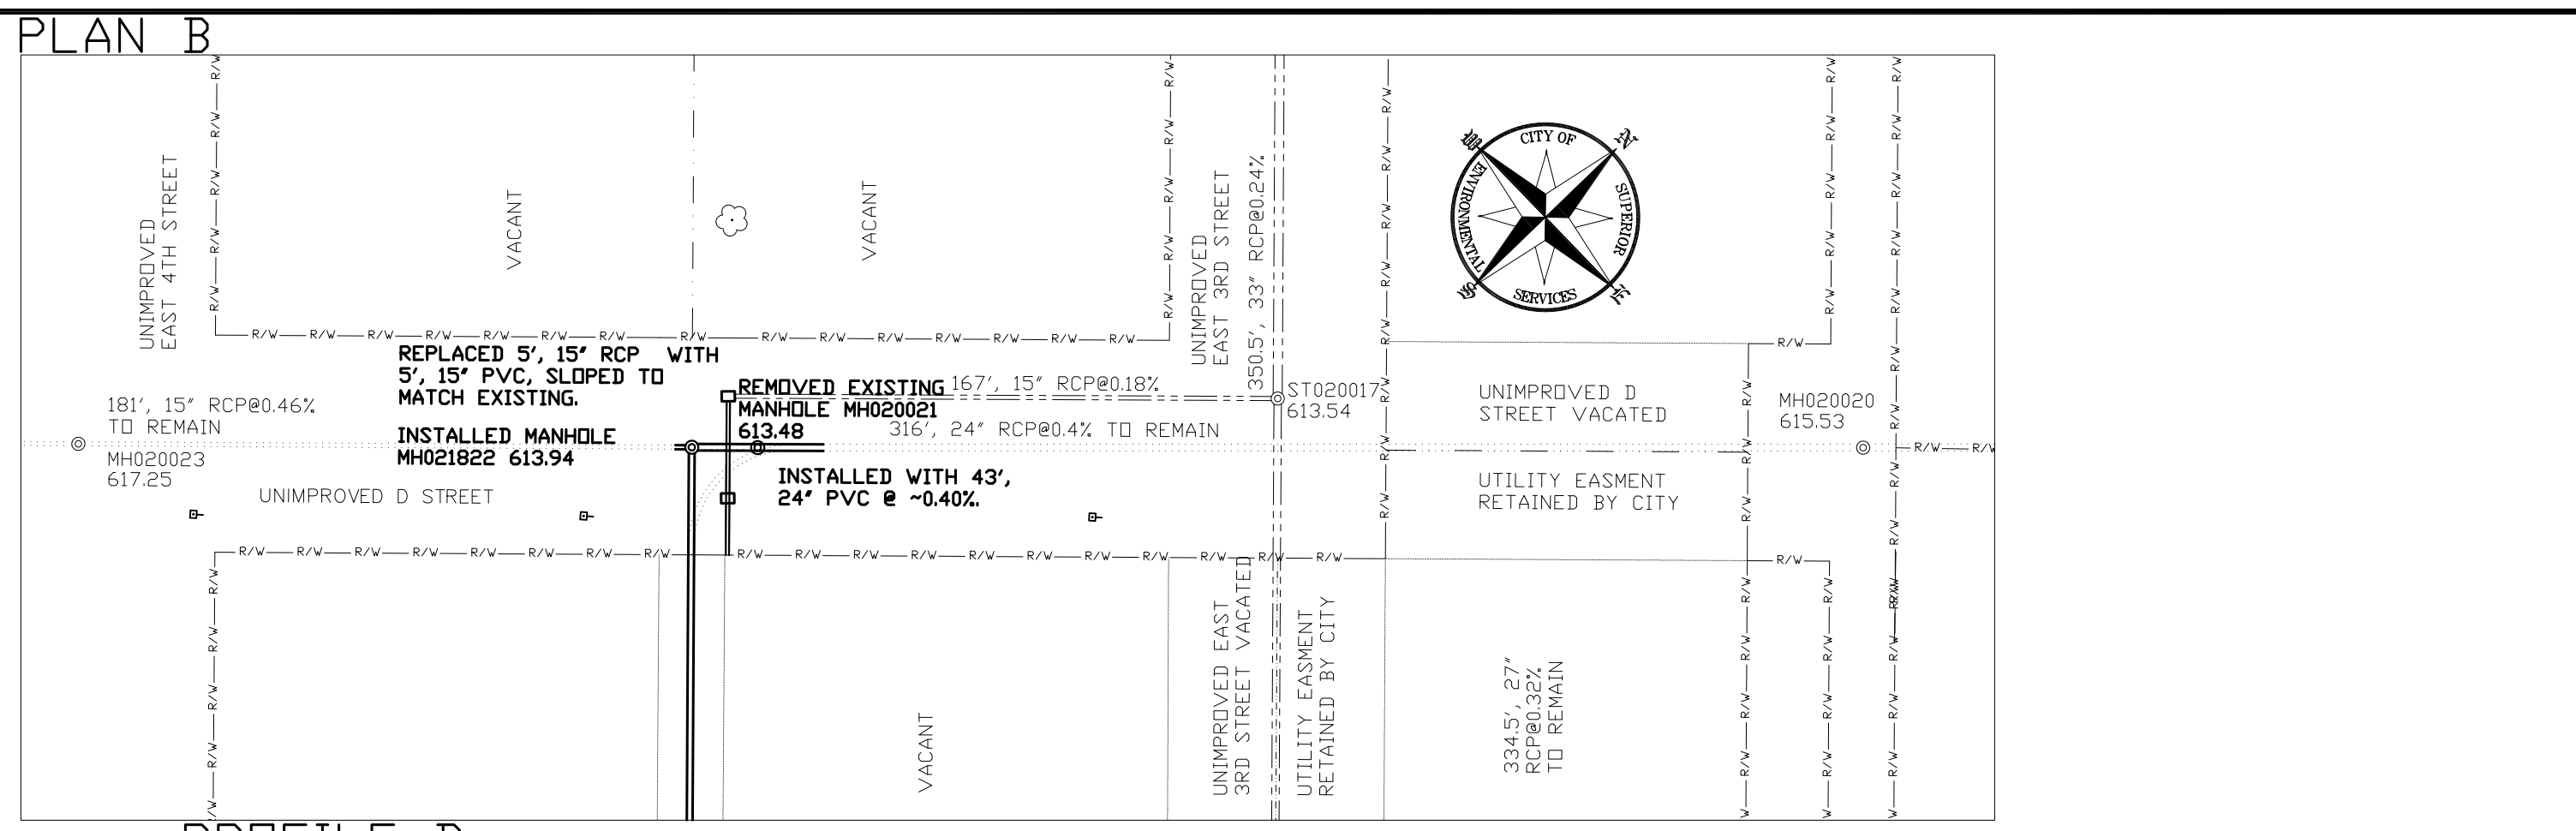 PLAN B
UNIMPROVED
EAST 4TH STREET
VACANT
VACANT
UNIMPROVED
EAST 3RD STREET
350.5', 33" RCP@0.24%
CITY OF
SUPERIOR
ENVIRONMENTAL
SERVICES
N
E
S
W
R/W
REPLACED 5', 15" RCP WITH
5', 15" PVC, SLOPED TO
MATCH EXISTING.
181', 15" RCP@0.46%
TO REMAIN
INSTALLED MANHOLE
MH021822 613.94
MH020023
617.25
UNIMPROVED D STREET
REMOVED EXISTING
MANHOLE MH020021
613.48
167', 15" RCP@0.18%
316', 24" RCP@0.4% TO REMAIN
INSTALLED WITH 43',
24" PVC @ ~0.40%.
ST020017
613.54
UNIMPROVED D
STREET VACATED
MH020020
615.53
UTILITY EASMENT
RETAINED BY CITY
VACANT
UNIMPROVED EAST
3RD STREET VACATED
UTILITY EASMENT
RETAINED BY CITY
334.5', 27"
RCP@0.32%
TO REMAIN